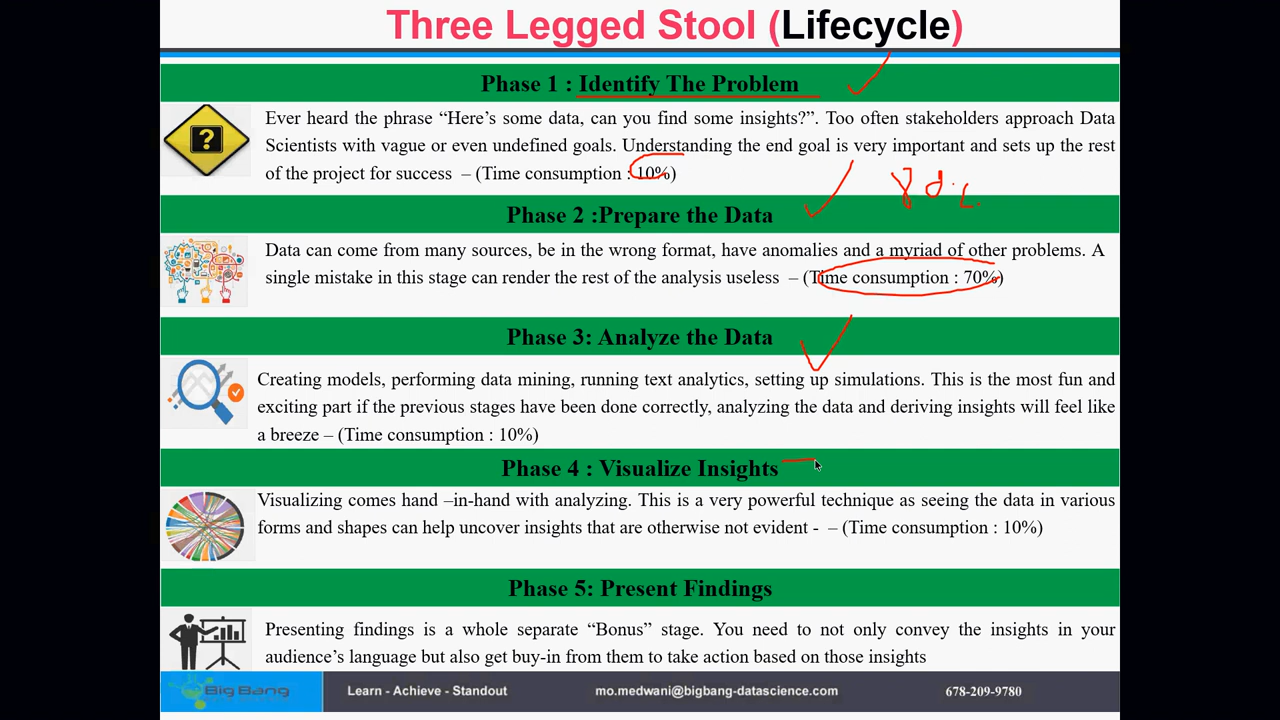 Three Legged Stool (Lifecycle)
Phase 1 : Identify The Problem
Ever heard the phrase “Here’s some data, can you find some insights?”. Too often stakeholders approach Data
Scientists with vague or even undefined goals. Understanding the end goal is very important and sets up the rest
of the project for success – (Time consumption : 10%)
Phase 2 :Prepare the Data
Data can come from many sources, be in the wrong format, have anomalies and a myriad of other problems. A
single mistake in this stage can render the rest of the analysis useless – (Time consumption : 70%)
Phase 3: Analyze the Data
Creating models, performing data mining, running text analytics, setting up simulations. This is the most fun and
exciting part if the previous stages have been done correctly, analyzing the data and deriving insights will feel like
a breeze – (Time consumption : 10%)
Phase 4 : Visualize Insights
Visualizing comes hand –in-hand with analyzing. This is a very powerful technique as seeing the data in various
forms and shapes can help uncover insights that are otherwise not evident - – (Time consumption : 10%)
Phase 5: Present Findings
Presenting findings is a whole separate “Bonus” stage. You need to not only convey the insights in your
audience’s language but also get buy-in from them to take action based on those insights
Big Bang Learn - Achieve - Standout mo.medwani@bigbang-datascience.com 678-209-9780